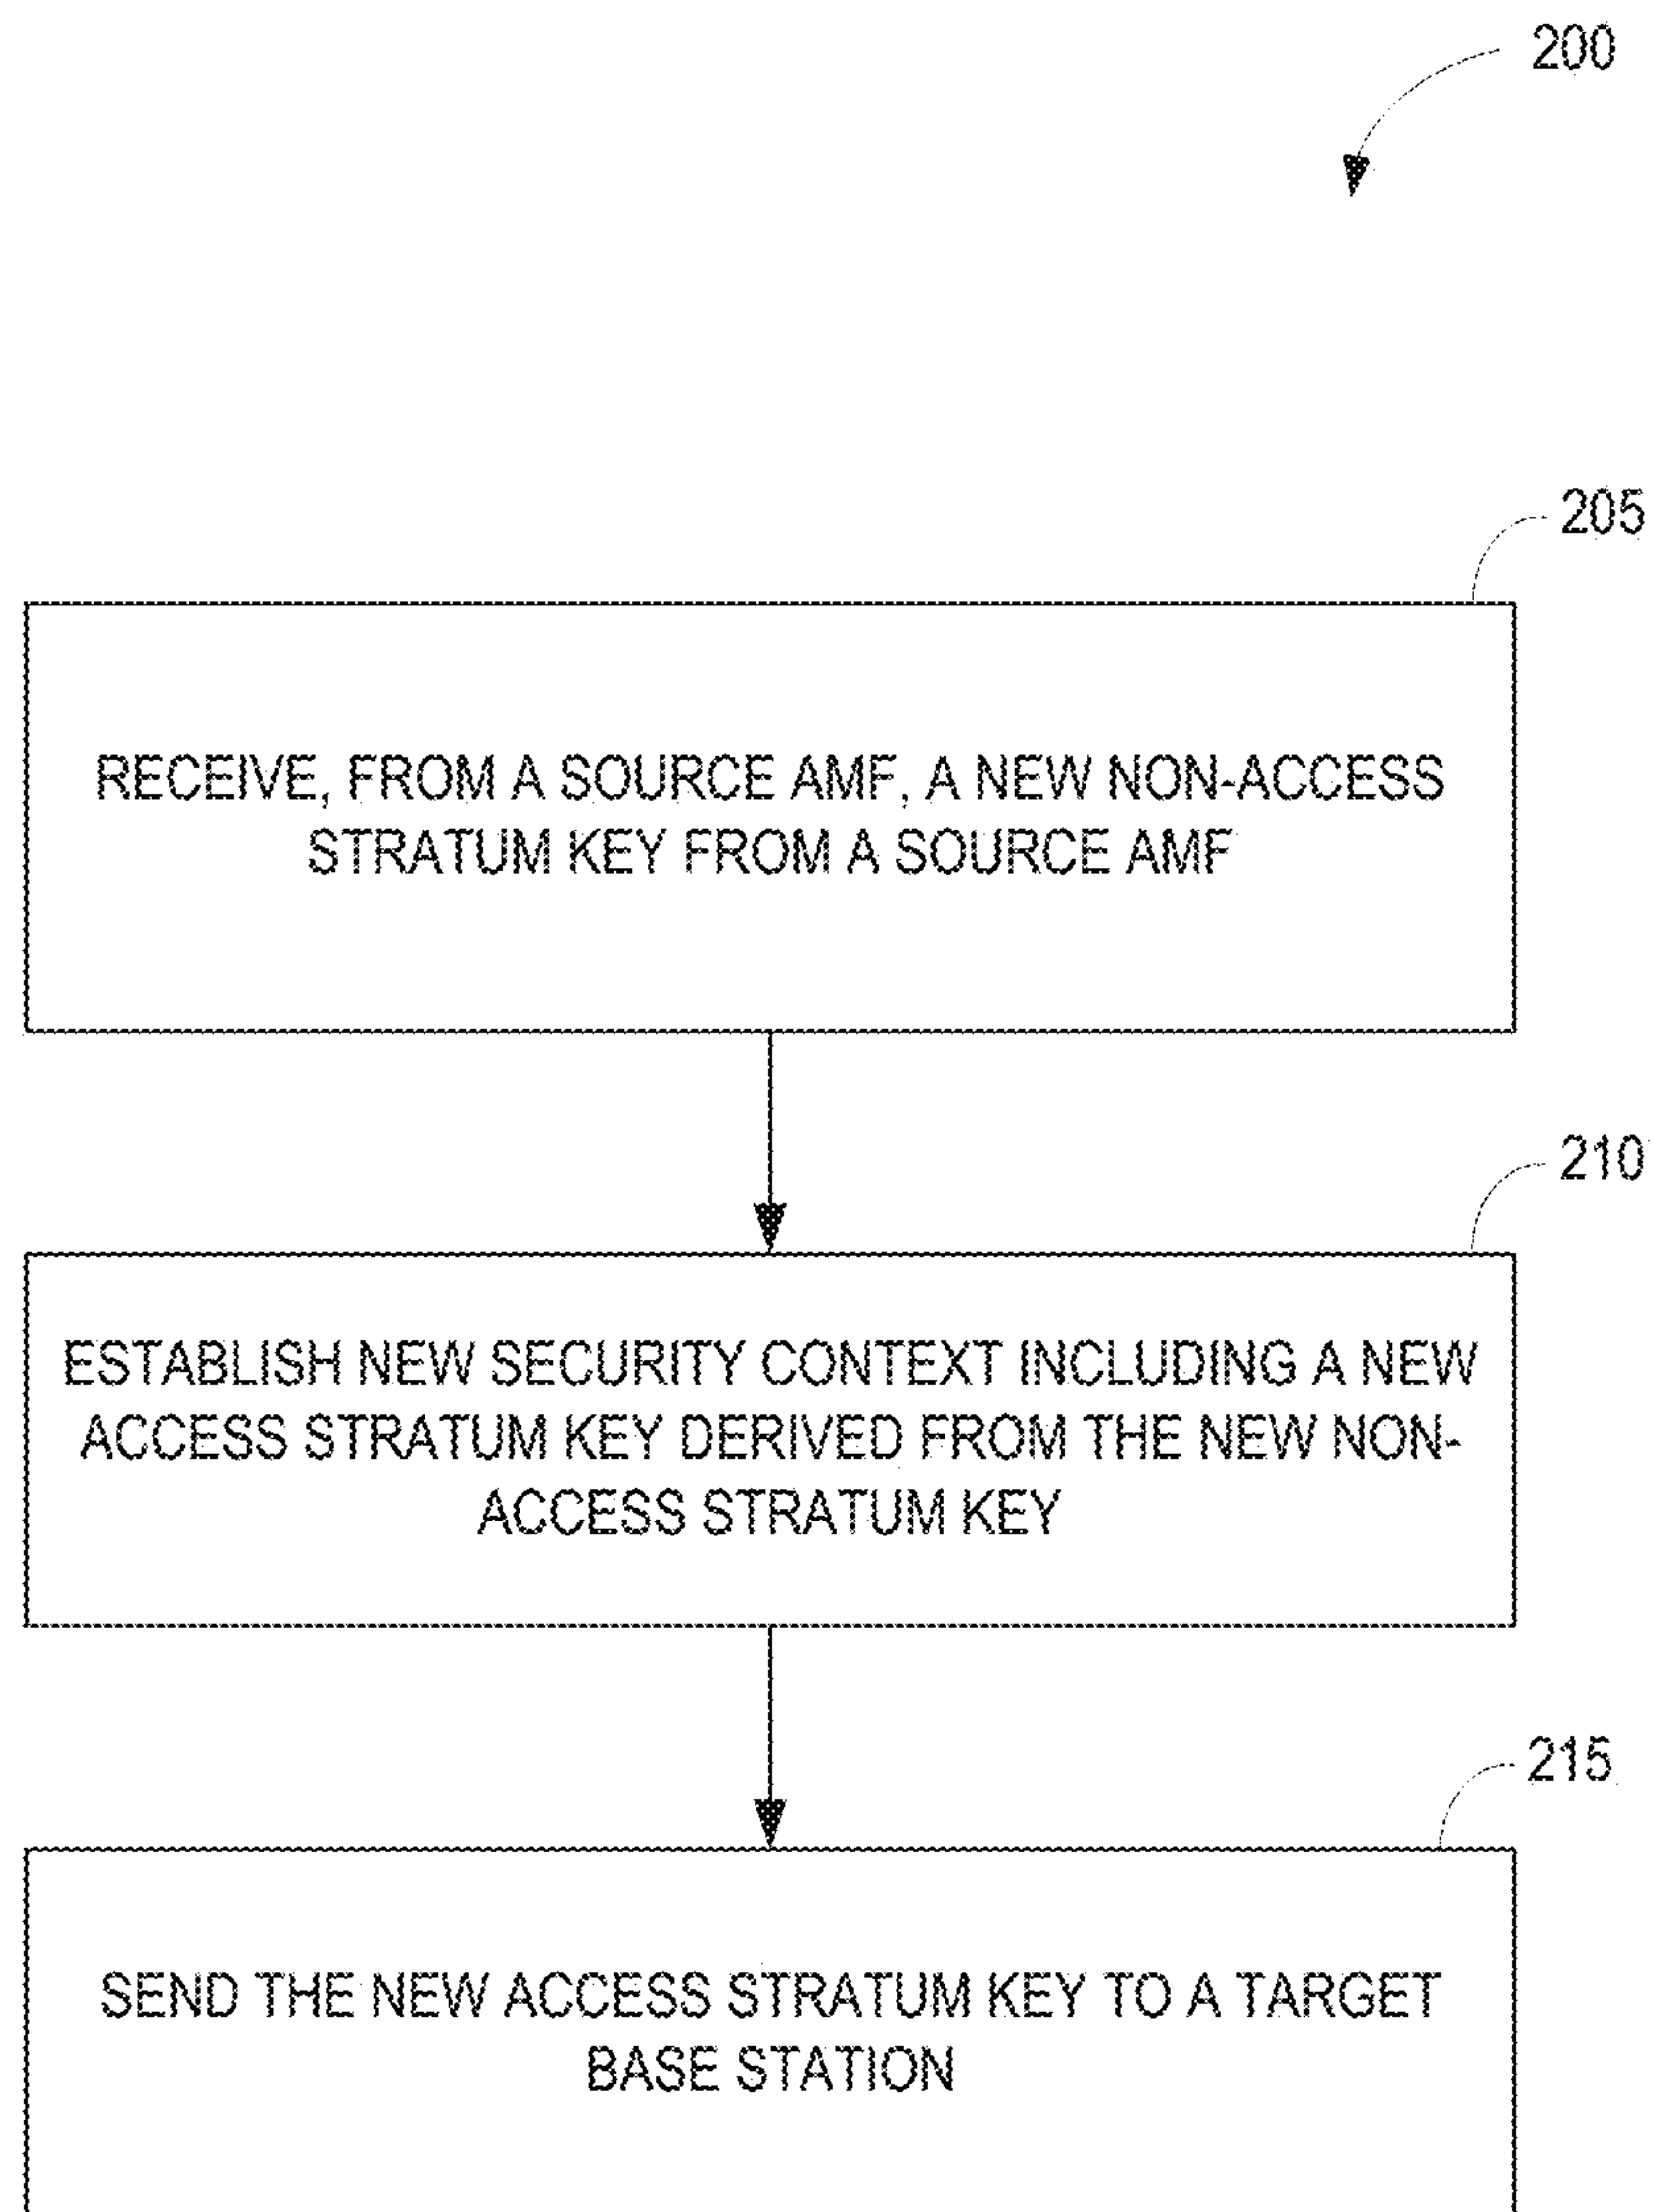 200
205
RECEIVE, FROM A SOURCE AMF, A NEW NON-ACCESS
STRATUM KEY FROM A SOURCE AMF
210
ESTABLISH NEW SECURITY CONTEXT INCLUDING A NEW
ACCESS STRATUM KEY DERIVED FROM THE NEW NON-
ACCESS STRATUM KEY
215
SEND THE NEW ACCESS STRATUM KEY TO A TARGET
BASE STATION